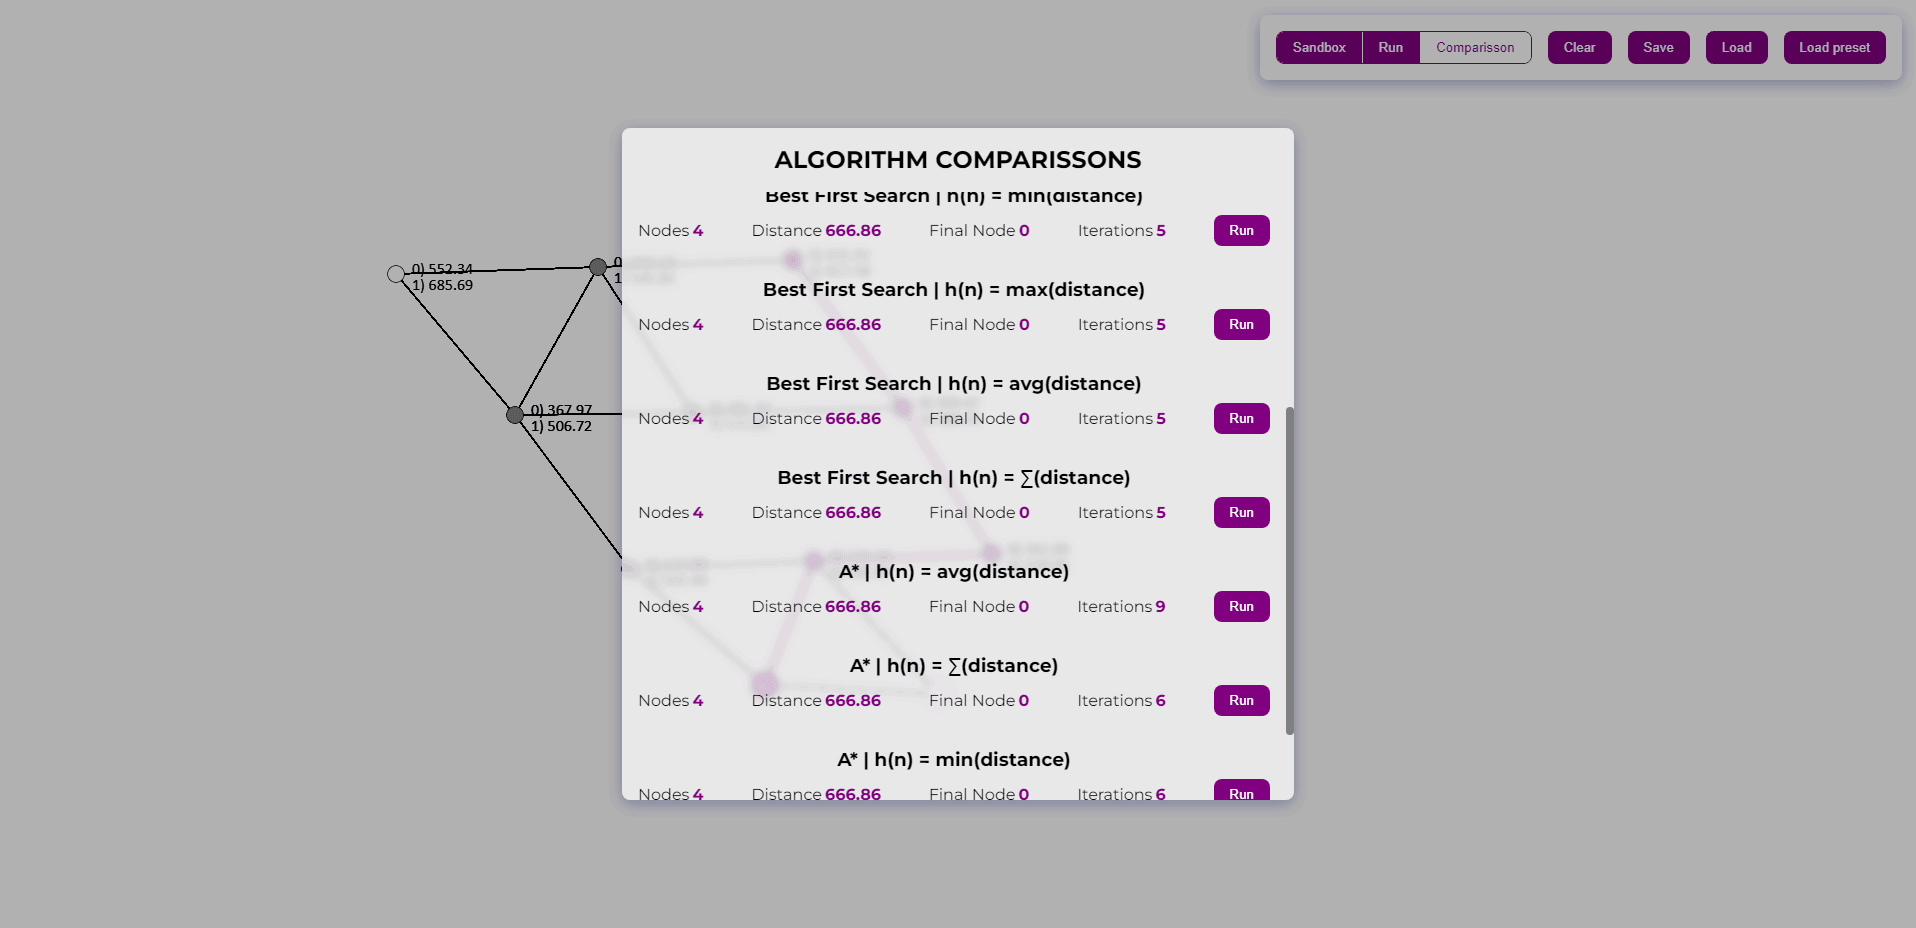 Sandbox Run Comparisson Clear Save Load Load preset
ALGORITHM COMPARISSONS
Best First Search | h(n) = min(distance)
Nodes 4 Distance 666.86 Final Node 0 Iterations 5 Run
0) 552.34
1) 685.69
Best First Search | h(n) = max(distance)
Nodes 4 Distance 666.86 Final Node 0 Iterations 5 Run
Best First Search | h(n) = avg(distance)
0) 367.97
1) 506.72
Nodes 4 Distance 666.86 Final Node 0 Iterations 5 Run
Best First Search | h(n) = ∑(distance)
Nodes 4 Distance 666.86 Final Node 0 Iterations 5 Run
A* | h(n) = avg(distance)
Nodes 4 Distance 666.86 Final Node 0 Iterations 9 Run
A* | h(n) = ∑(distance)
Nodes 4 Distance 666.86 Final Node 0 Iterations 6 Run
A* | h(n) = min(distance)
Nodes 4 Distance 666.86 Final Node 0 Iterations 6 Run